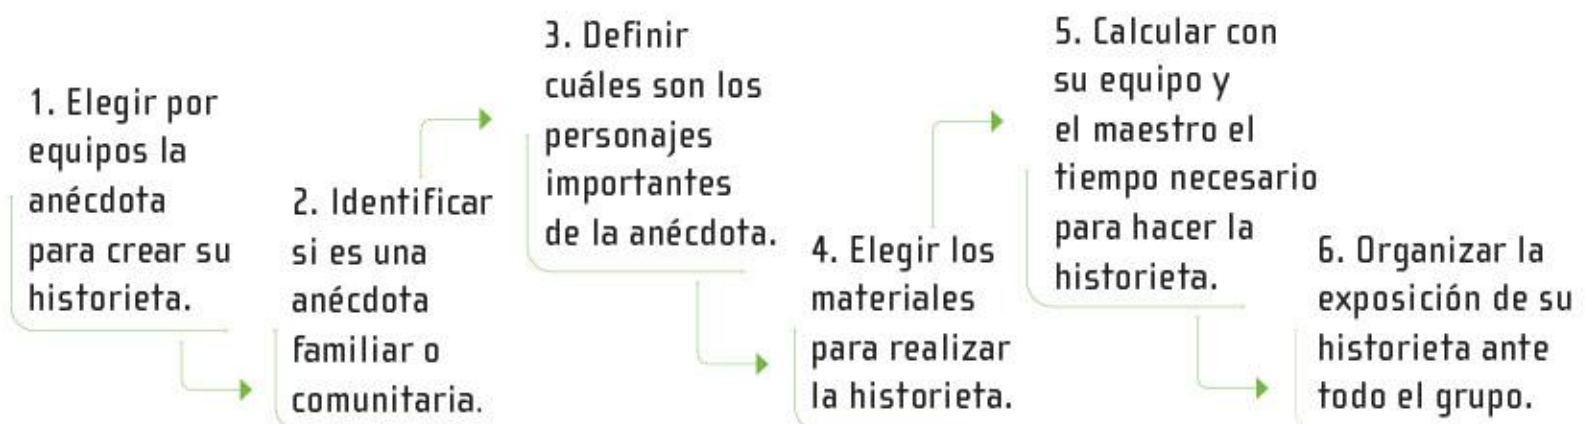 1. Elegir por
equipos la
anécdota
para crear su
historieta.
2. Identificar
si es una
anécdota
familiar o
comunitaria.
3. Definir
cuáles son los
personajes
importantes
de la anécdota.
4. Elegir los
materiales
para realizar
la historieta.
5. Calcular con
su equipo y
el maestro el
tiempo necesario
para hacer la
historieta.
6. Organizar la
exposición de su
historieta ante
todo el grupo.